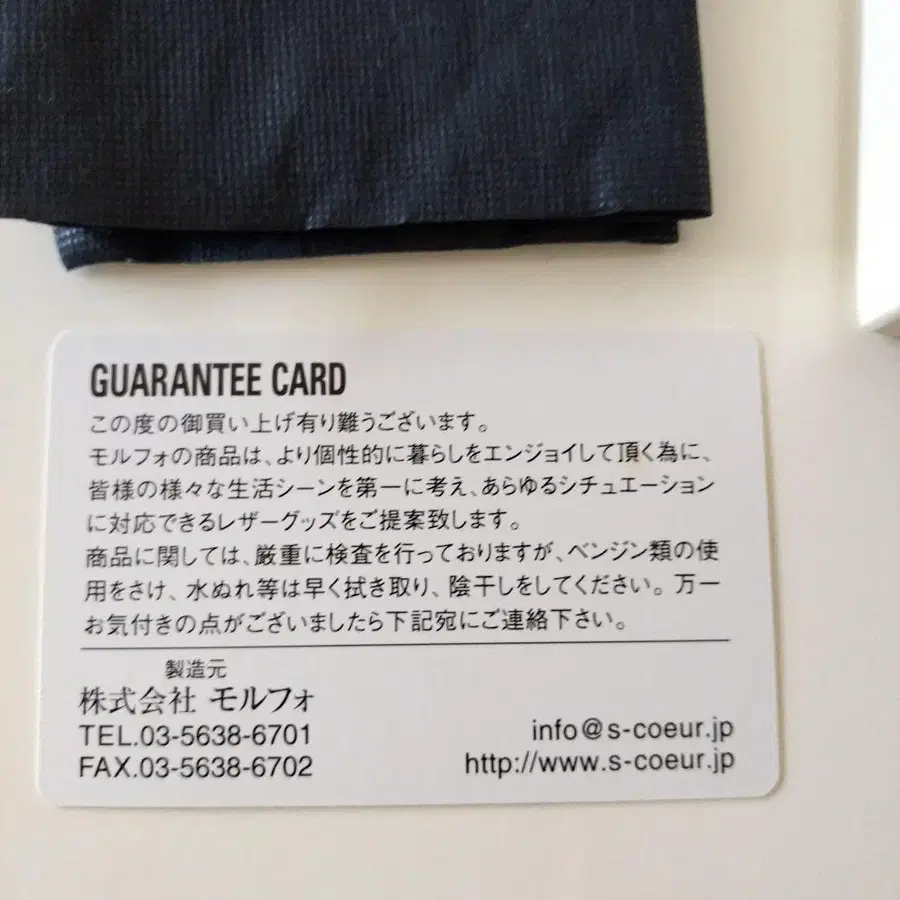 GUARANTEE CARD
この度の御買い上げ有り難うございます。
モルフォの商品は、より個性的に暮らしをエンジョイして頂く為に、
皆様の様々な生活シーンを第一に考え、あらゆるシチュエーション
に対応できるレザーグッズをご提案致します。
商品に関しては、厳重に検査を行っておりますが、ベンジン類の使
用をさけ、水ぬれ等は早く拭き取り、陰干しをしてください。万一
お気付きの点がございましたら下記宛にご連絡下さい。
製造元
株式会社 モルフォ
TEL.03-5638-6701
FAX.03-5638-6702
info@s-coeur.jp
http://www.s-coeur.jp